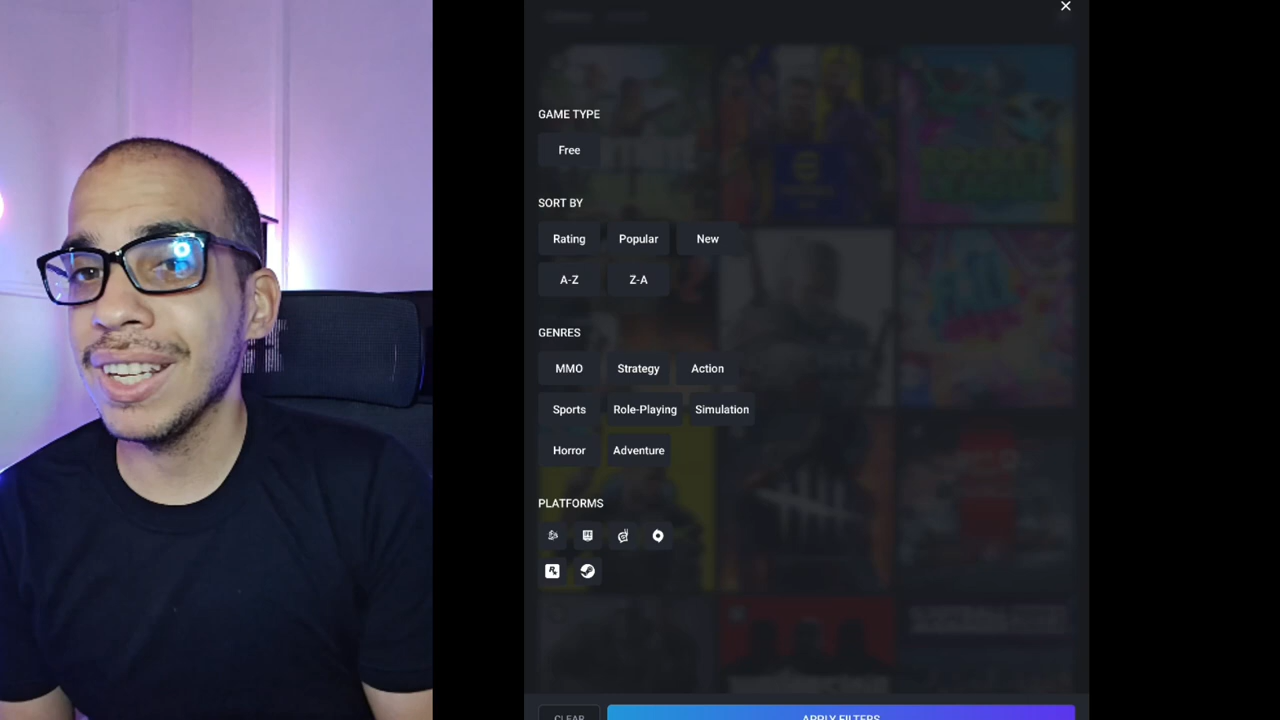 GAME TYPE
Free
SORT BY
Rating Popular New
A-Z Z-A
GENRES
MMO Strategy Action
Sports Role-Playing Simulation
Horror Adventure
PLATFORMS
CLEAR APPLY FILTERS